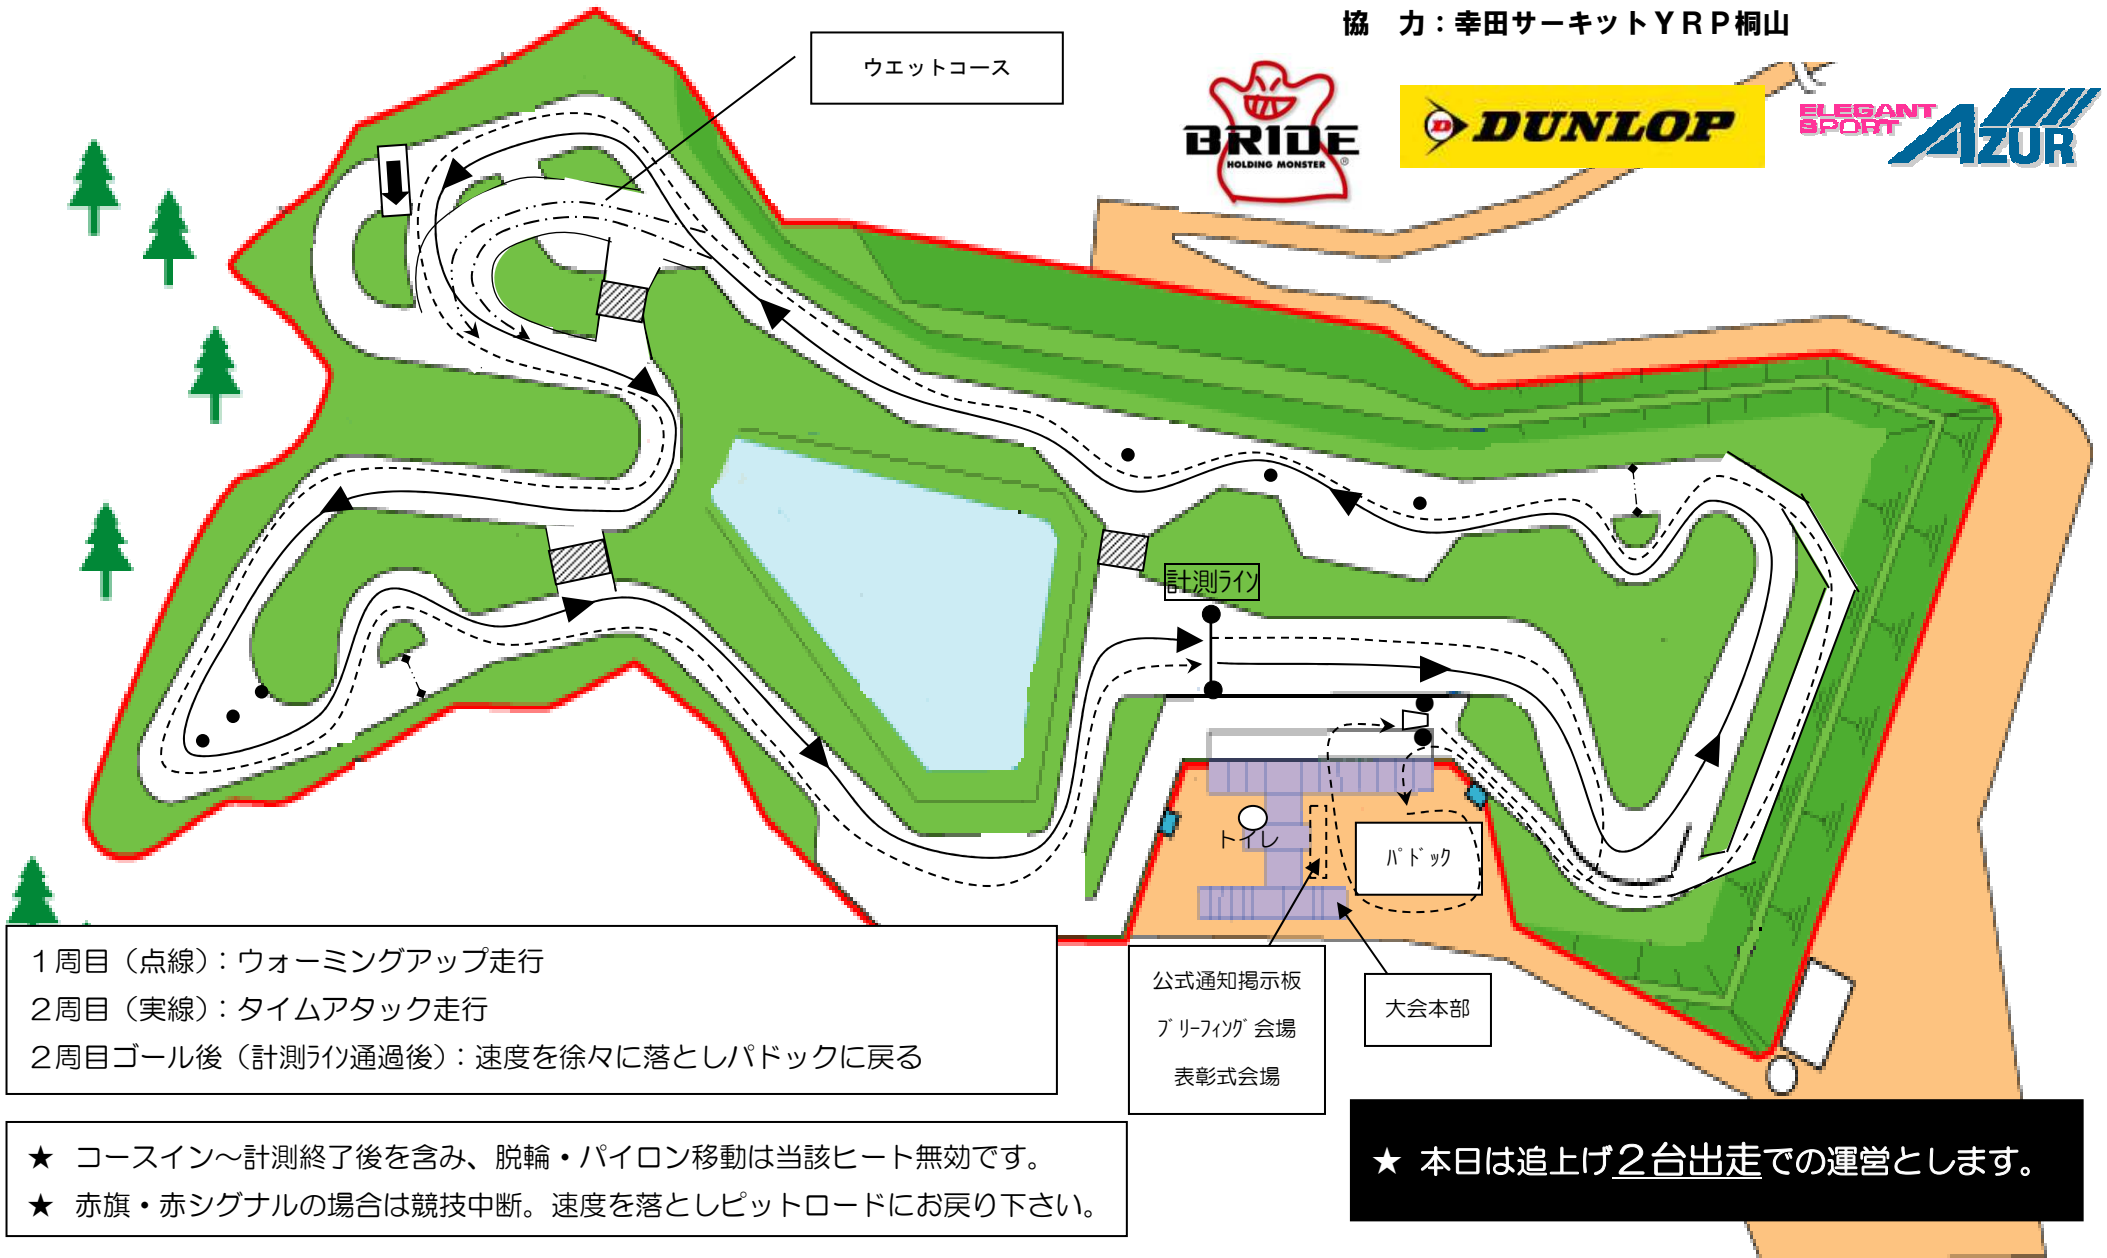 協　力：幸田サーキットＹＲＰ桐山
ウエットコース
BRIDE
HOLDING MONSTER
®
D
DUNLOP
ELEGANT
SPORT
AZUR
計測ﾗｲﾝ
トイレ
ﾊﾟﾄﾞｯｸ
１周目（点線）：ウォーミングアップ走行
２周目（実線）：タイムアタック走行
２周目ゴール後（計測ﾗｲﾝ通過後）：速度を徐々に落としパドックに戻る
公式通知掲示板
ﾌﾞﾘｰﾌｨﾝｸﾞ会場
表彰式会場
大会本部
★　コースイン～計測終了後を含み、脱輪・パイロン移動は当該ヒート無効です。
★　赤旗・赤シグナルの場合は競技中断。速度を落としピットロードにお戻り下さい。
★ 本日は追上げ２台出走での運営とします。